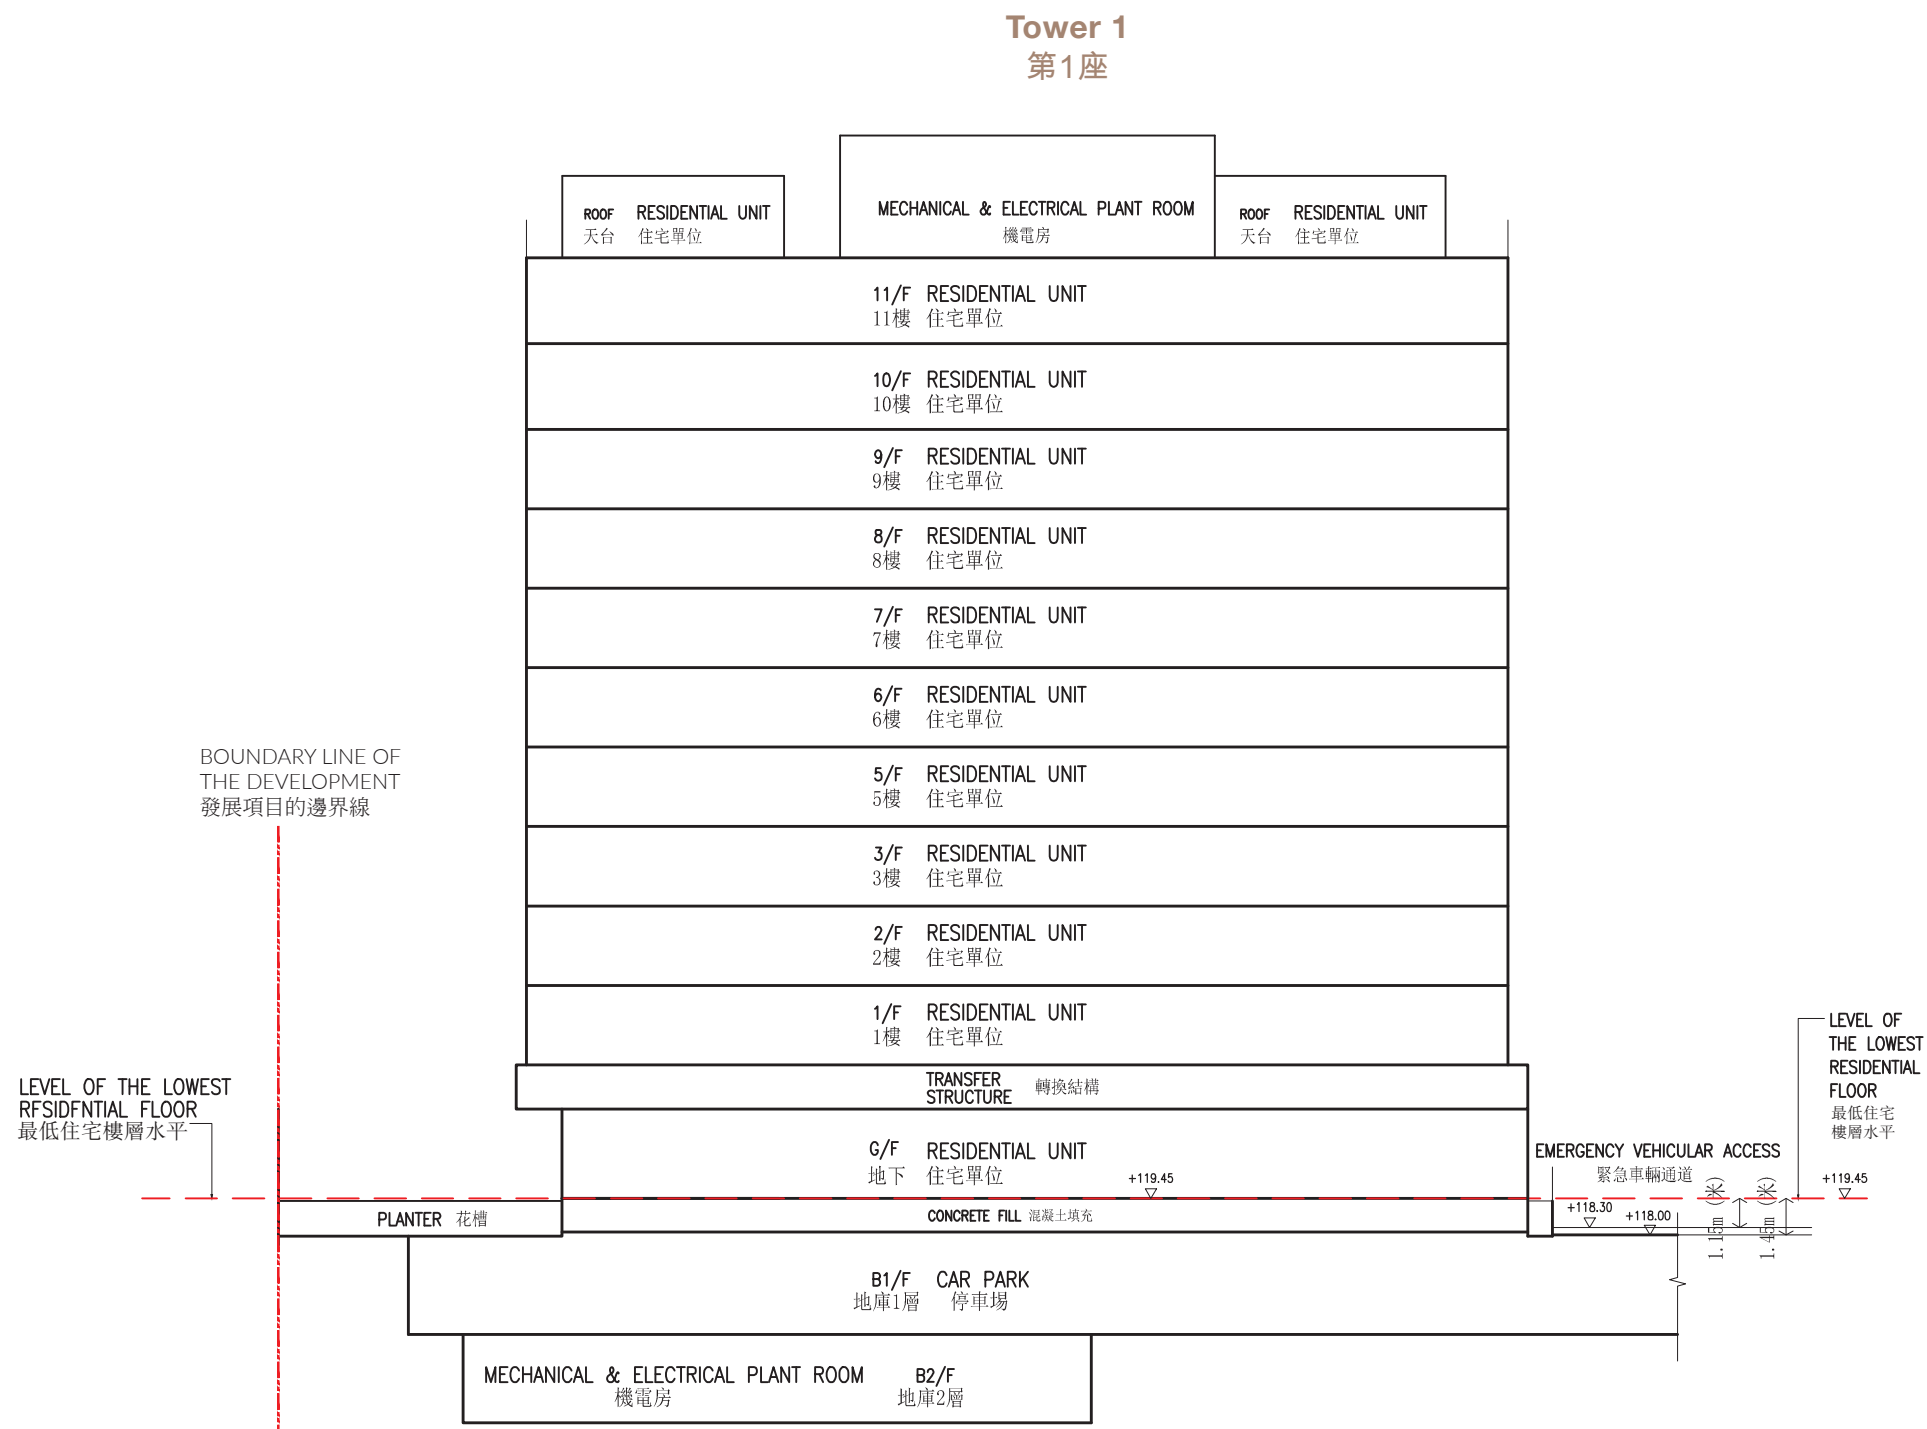 Tower 1
第1座
MECHANICAL & ELECTRICAL PLANT ROOM
機電房
ROOF RESIDENTIAL UNIT
天台 住宅單位
ROOF RESIDENTIAL UNIT
天台 住宅單位
11/F RESIDENTIAL UNIT
11樓 住宅單位
10/F RESIDENTIAL UNIT
10樓 住宅單位
9/F RESIDENTIAL UNIT
9樓 住宅單位
8/F RESIDENTIAL UNIT
8樓 住宅單位
7/F RESIDENTIAL UNIT
7樓 住宅單位
6/F RESIDENTIAL UNIT
6樓 住宅單位
BOUNDARY LINE OF
THE DEVELOPMENT
發展項目的邊界線
5/F RESIDENTIAL UNIT
5樓 住宅單位
3/F RESIDENTIAL UNIT
3樓 住宅單位
2/F RESIDENTIAL UNIT
2樓 住宅單位
1/F RESIDENTIAL UNIT
1樓 住宅單位
LEVEL OF
THE LOWEST
RESIDENTIAL
FLOOR
最低住宅
樓層水平
TRANSFER
STRUCTURE 轉換結構
LEVEL OF THE LOWEST
RFSIDFNTIAL FLOOR
最低住宅樓層水平
G/F RESIDENTIAL UNIT
地下 住宅單位
+119.45
EMERGENCY VEHICULAR ACCESS
緊急車輛通道
+119.45
+118.30
+118.00
1.15m (米)
1.45m (米)
PLANTER 花槽
CONCRETE FILL 混凝土填充
B1/F CAR PARK
地庫1層 停車埸
MECHANICAL & ELECTRICAL PLANT ROOM B2/F
機電房 地庫2層